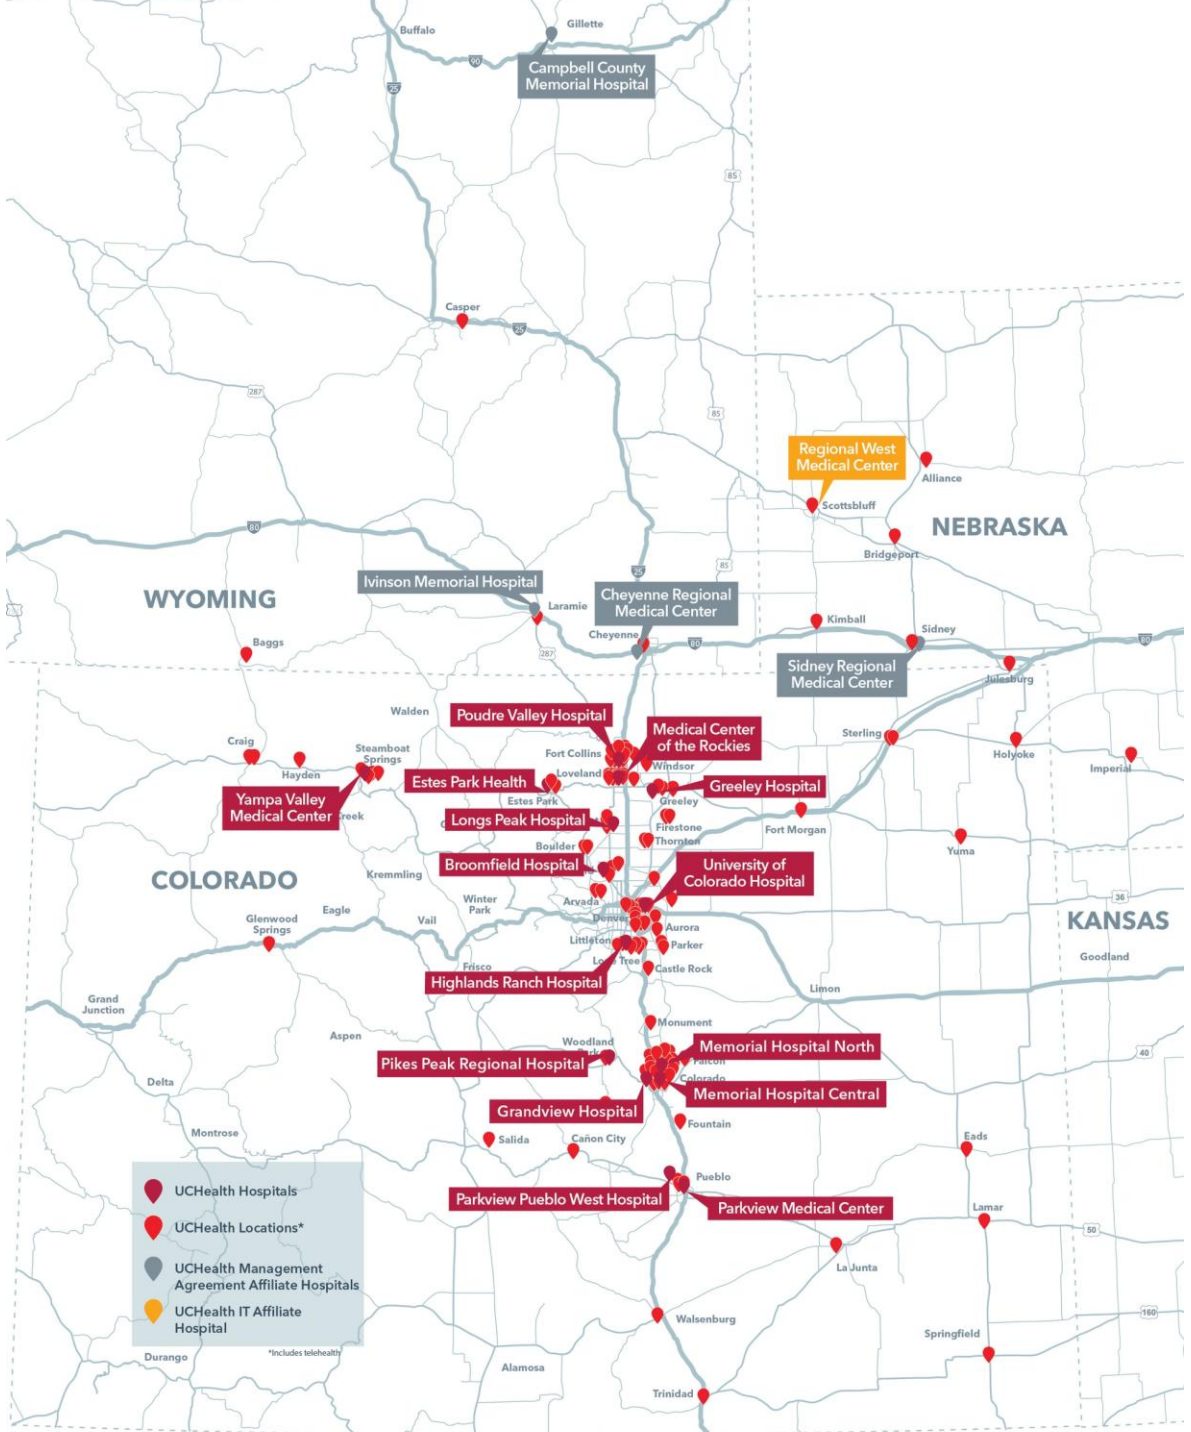 Buffalo
Gillette
90
Campbell County
Memorial Hospital
25
85
Casper
25
287
85
Regional West
Medical Center
Alliance
Scottsbluff
NEBRASKA
80
Bridgeport
85
25
Ivinson Memorial Hospital
Cheyenne Regional
Medical Center
WYOMING
Laramie
Kimball
Sidney
Cheyenne
80
80
Baggs
287
Sidney Regional
Medical Center
Julesburg
Walden
Poudre Valley Hospital
Medical Center
of the Rockies
Craig
Steamboat
Springs
Fort Collins
Sterling
Holyoke
Imperial
Hayden
Loveland
Windsor
Estes Park Health
Greeley Hospital
Yampa Valley
Medical Center
Estes Park
Greeley
Creek
Longs Peak Hospital
Firestone
Fort Morgan
Boulder
Thornton
Yuma
Broomfield Hospital
University of
Colorado Hospital
COLORADO
Kremmling
36
Winter
Park
Arvada
Eagle
Glenwood
Springs
Vail
Denver
Aurora
KANSAS
Littleton
Parker
Goodland
Frisco
Lone Tree
Castle Rock
Highlands Ranch Hospital
Limon
Grand
Junction
Monument
Aspen
Woodland
Park
Memorial Hospital North
Pikes Peak Regional Hospital
Falcon
40
Delta
Colorado
Memorial Hospital Central
Grandview Hospital
Fountain
Montrose
Salida
Cañon City
Eads
Pueblo
UCHealth Hospitals
Parkview Pueblo West Hospital
Parkview Medical Center
Lamar
UCHealth Locations*
50
UCHealth Management
Agreement Affiliate Hospitals
La Junta
UCHealth IT Affiliate
Hospital
Walsenburg
160
Springfield
*Includes telehealth
Durango
Alamosa
Trinidad